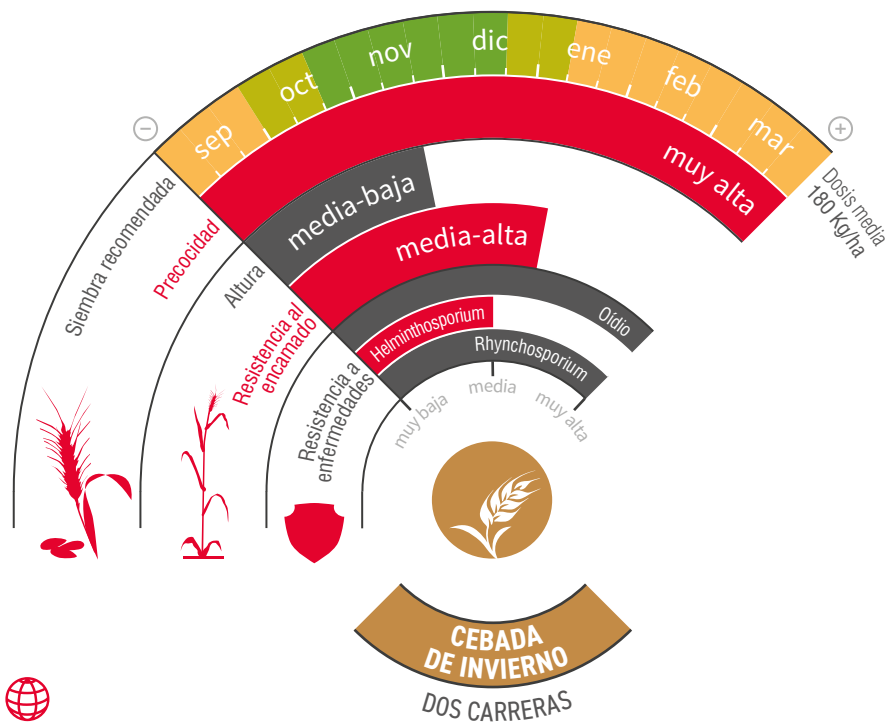 sep
oct
nov
dic
ene
feb
mar
−
+
Dosis media
180 Kg/ha
Siembra recomendada
Precocidad
muy alta
Altura
media-baja
Resistencia al
encamado
media-alta
Resistencia a
enfermedades
Oídio
Helminthosporium
Rhynchosporium
muy baja
media
muy alta
CEBADA
DE INVIERNO
DOS CARRERAS